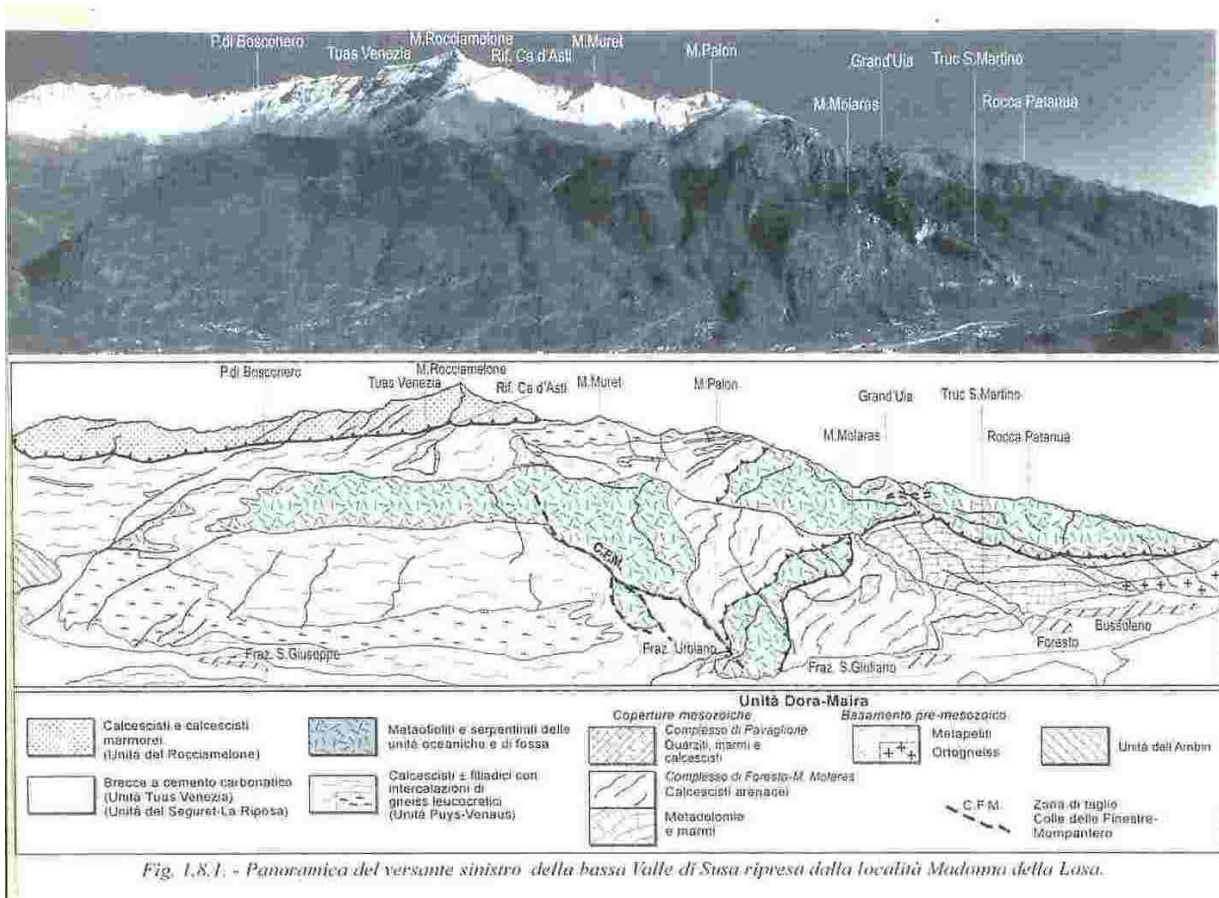 P.di Bosconero
Tuas Venezia
M.Rocciamelone
Rif. Ca d'Asti
M.Muret
M.Palon
M.Molaras
Grand'Uia
Truc S.Martino
Rocca Patanua
P.di Bosconero
Tuas Venezia
M.Rocciamelone
Rif. Ca d'Asti
M.Muret
M.Palon
M.Molaras
Grand'Uia
Truc S.Martino
Rocca Patanua
C.F.M.
Fraz. S.Giuseppe
Fraz. Urbiano
Fraz. S.Giuliano
Foresto
Bussoleno
Calcescisti e calcescisti
marmorei
(Unità del Rocciamelone)
Brecce a cemento carbonatico
(Unità Tuas Venezia)
(Unità del Seguret-La Riposa)
Metaofioliti e serpentiniti delle
unità oceaniche e di fossa
Calcescisti ± filladici con
intercalazioni di
gneiss leucocratici
(Unità Puys-Venaus)
Unità Dora-Maira
Coperture mesozoiche
Complesso di Pavaglione
Quarziti, marmi e
calcescisti
Complesso di Foresto-M. Molaras
Calcescisti arenacei
Metadolomie
e marmi
Basamento pre-mesozoico
Metapeliti
Ortogneiss
Unità dell'Ambin
C.F.M.
Zona di taglio
Colle delle Finestre-
Mompantero
Fig. 1.8.1. - Panoramica del versante sinistro della bassa Valle di Susa ripresa dalla località Madonna della Losa.